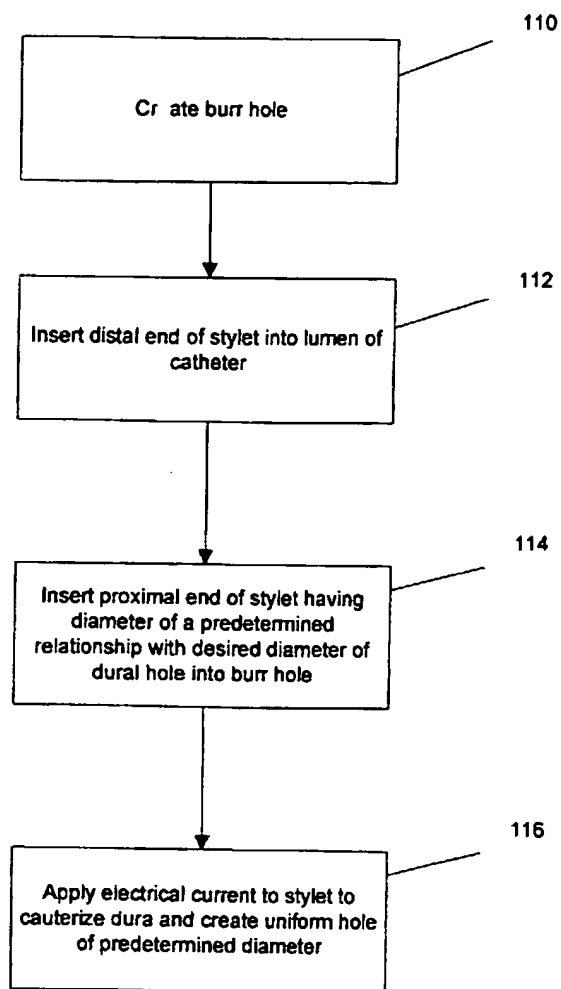 110
Cr ate burr hole
112
Insert distal end of stylet into lumen of
catheter
114
Insert proximal end of stylet having
diameter of a predetermined
relationship with desired diameter of
dural hole into burr hole
116
Apply electrical current to stylet to
cauterize dura and create uniform hole
of predetermined diameter